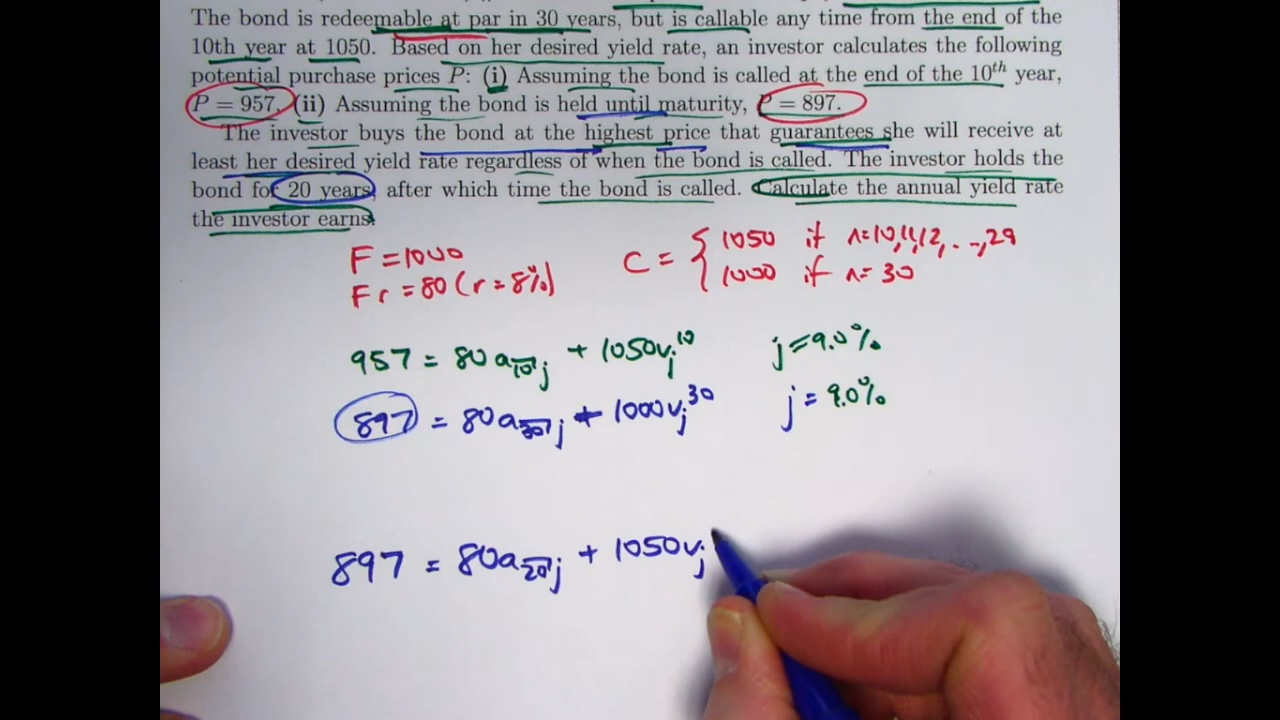 The bond is redeemable at par in 30 years, but is callable any time from the end of the
10th year at 1050. Based on her desired yield rate, an investor calculates the following
potential purchase prices P: (i) Assuming the bond is called at the end of the 10th year,
P = 957. (ii) Assuming the bond is held until maturity, P = 897.
The investor buys the bond at the highest price that guarantees she will receive at
least her desired yield rate regardless of when the bond is called. The investor holds the
bond for 20 years, after which time the bond is called. Calculate the annual yield rate
the investor earns.
F = 1000
Fr = 80 (r = 8%)
C = { 1050 if n=10,11,12, ..., 29
1000 if n = 30
957 = 80 a10⌉j + 1050 vj^10 j = 9.0%
897 = 80 a30⌉j + 1000 vj^30 j = 9.0%
897 = 80 a20⌉j + 1050 vj